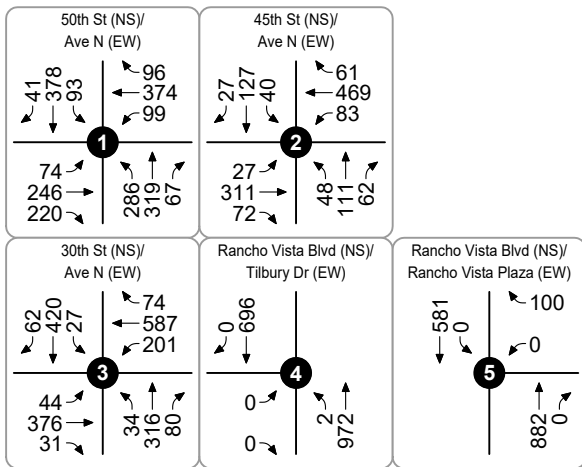 50th St (NS)/
Ave N (EW)
41 378 93
96
374
99
1
74
246
220
286 319 67
45th St (NS)/
Ave N (EW)
27 127 40
61
469
83
2
27
311
72
48 111 62
30th St (NS)/
Ave N (EW)
62 420 27
74
587
201
3
44
376
31
34 316 80
Rancho Vista Blvd (NS)/
Tilbury Dr (EW)
0 696
4
0
0
2 972
Rancho Vista Blvd (NS)/
Rancho Vista Plaza (EW)
581 0
100
0
5
882 0